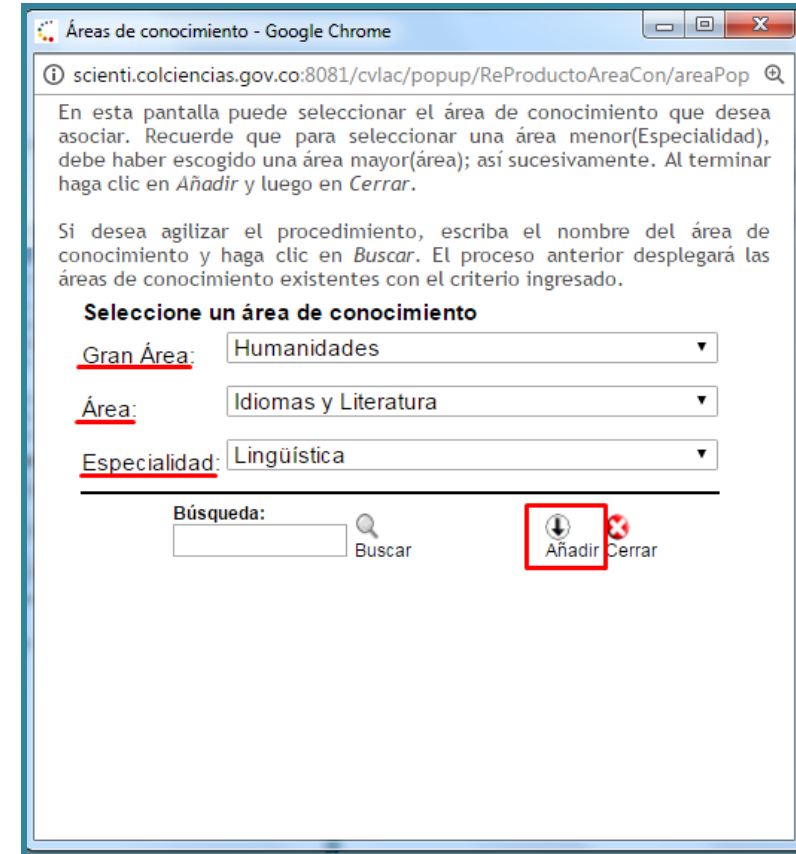 Áreas de conocimiento - Google Chrome
scienti.colciencias.gov.co:8081/cvlac/popup/ReProductoAreaCon/areaPop
En esta pantalla puede seleccionar el área de conocimiento que desea
asociar. Recuerde que para seleccionar una área menor(Especialidad),
debe haber escogido una área mayor(área); así sucesivamente. Al terminar
haga clic en Añadir y luego en Cerrar.
Si desea agilizar el procedimiento, escriba el nombre del área de
conocimiento y haga clic en Buscar. El proceso anterior desplegará las
áreas de conocimiento existentes con el criterio ingresado.
Seleccione un área de conocimiento
Gran Área: Humanidades
Área: Idiomas y Literatura
Especialidad: Lingüística
Búsqueda:
Buscar Añadir Cerrar